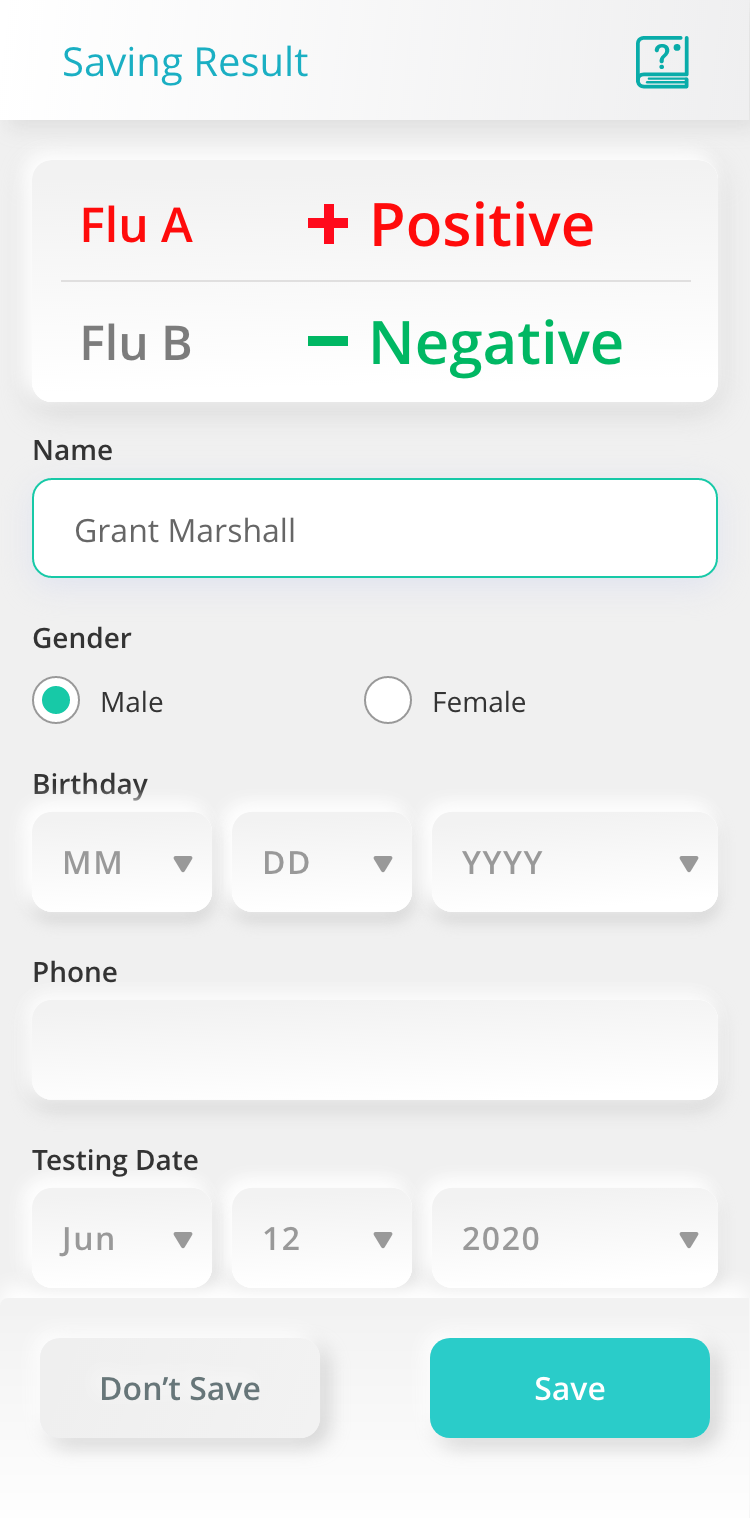 Saving Result
Flu A + Positive
Flu B − Negative
Name
Grant Marshall
Gender
Male Female
Birthday
MM DD YYYY
Phone
Testing Date
Jun 12 2020
Don’t Save Save